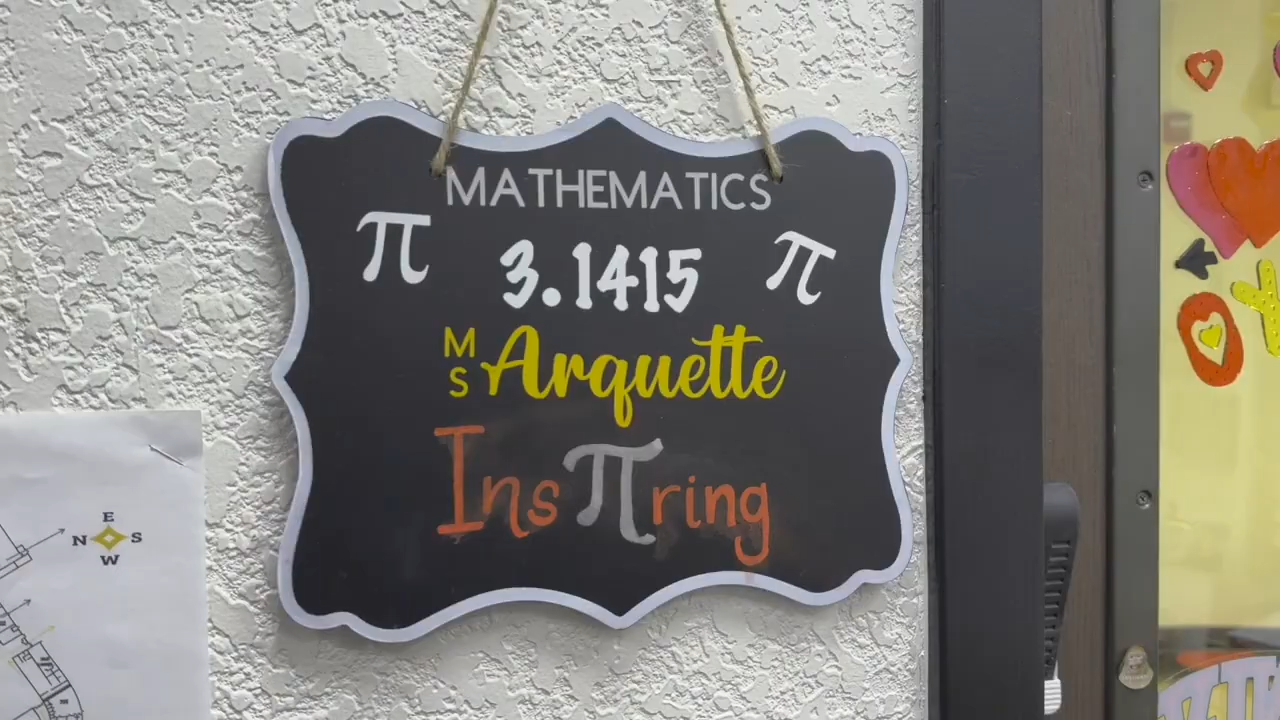 MATHEMATICS
π 3.1415 π
MS Arquette
Insπring
E
N S
W